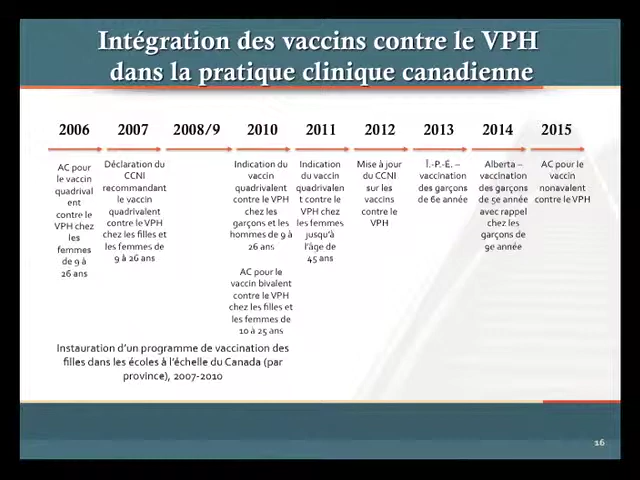 Intégration des vaccins contre le VPH
dans la pratique clinique canadienne
2006
2007
2008/9
2010
2011
2012
2013
2014
2015
AC pour
le vaccin
quadrival
ent
contre le
VPH chez
les
femmes
de 9 à
26 ans
Déclaration du
CCNI
recommandant
le vaccin
quadrivalent
contre le VPH
chez les filles et
les femmes de
9 à 26 ans
Indication du
vaccin
quadrivalent
contre le VPH
chez les
garçons et les
hommes de 9 à
26 ans
AC pour le
vaccin bivalent
contre le VPH
chez les filles et
les femmes de
10 à 25 ans
Indication
du vaccin
quadrivalen
t contre le
VPH chez
les femmes
jusqu'à
l'âge de
45 ans
Mise à jour
du CCNI
sur les
vaccins
contre le
VPH
Î.-P.-É. –
vaccination
des garçons
de 6e année
Alberta –
vaccination
des garçons
de 5e année
avec rappel
chez les
garçons de
9e année
AC pour le
vaccin
nonavalent
contre le VPH
Instauration d'un programme de vaccination des
filles dans les écoles à l'échelle du Canada (par
province), 2007-2010
16